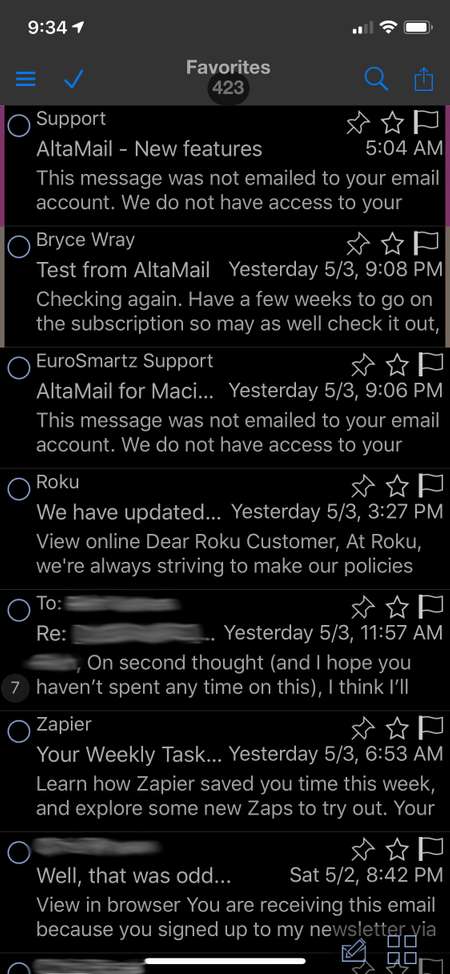 9:34
Favorites
423
Support
AltaMail - New features 5:04 AM
This message was not emailed to your email
account. We do not have access to your
Bryce Wray
Test from AltaMail Yesterday 5/3, 9:08 PM
Checking again. Have a few weeks to go on
the subscription so may as well check it out,
EuroSmartz Support
AltaMail for Maci... Yesterday 5/3, 9:06 PM
This message was not emailed to your email
account. We do not have access to your
Roku
We have updated... Yesterday 5/3, 3:27 PM
View online Dear Roku Customer, At Roku,
we're always striving to make our policies
To:
Re: .. Yesterday 5/3, 11:57 AM
, On second thought (and I hope you
7 haven’t spent any time on this), I think I’ll
Zapier
Your Weekly Task... Yesterday 5/3, 6:53 AM
Learn how Zapier saved you time this week,
and explore some new Zaps to try out. Your
Well, that was odd... Sat 5/2, 8:42 PM
View in browser You are receiving this email
because you signed up to my newsletter via